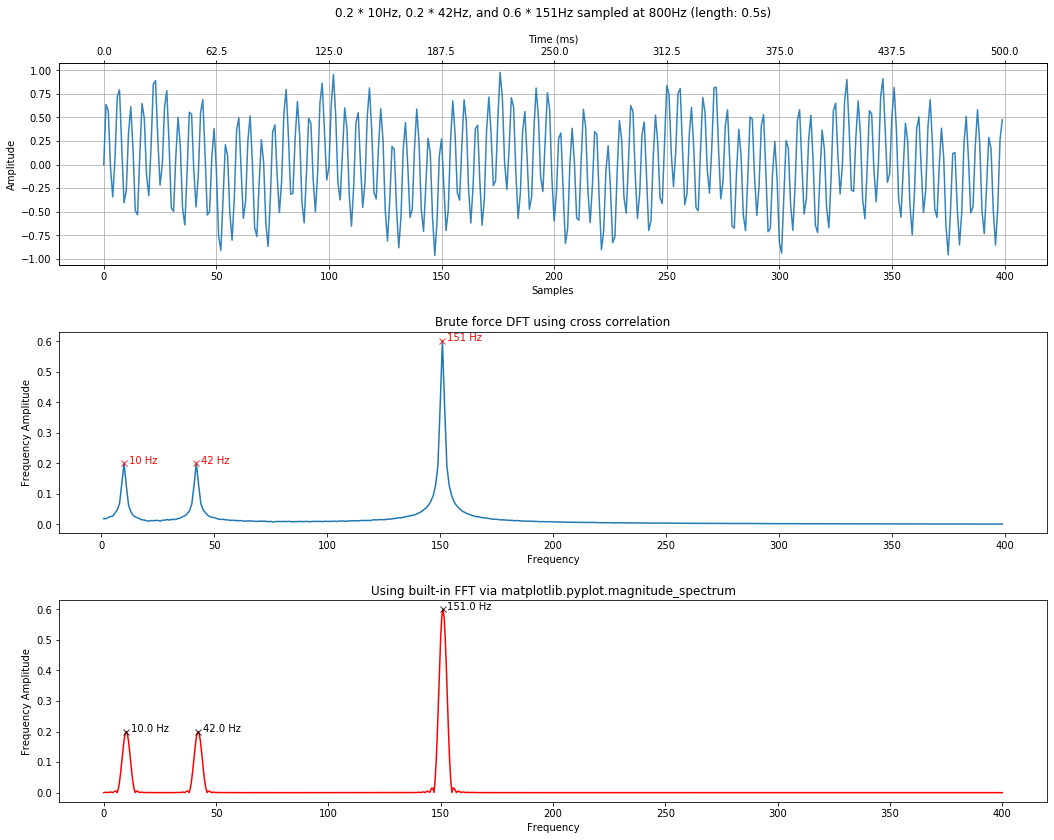 0.2 * 10Hz, 0.2 * 42Hz, and 0.6 * 151Hz sampled at 800Hz (length: 0.5s)
Time (ms)
0.0 62.5 125.0 187.5 250.0 312.5 375.0 437.5 500.0
Amplitude
1.00
0.75
0.50
0.25
0.00
−0.25
−0.50
−0.75
−1.00
0 50 100 150 200 250 300 350 400
Samples
Brute force DFT using cross correlation
Frequency Amplitude
0.6
0.5
0.4
0.3
0.2
0.1
0.0
151 Hz
10 Hz
42 Hz
0 50 100 150 200 250 300 350 400
Frequency
Using built-in FFT via matplotlib.pyplot.magnitude_spectrum
Frequency Amplitude
0.6
0.5
0.4
0.3
0.2
0.1
0.0
151.0 Hz
10.0 Hz
42.0 Hz
0 50 100 150 200 250 300 350 400
Frequency